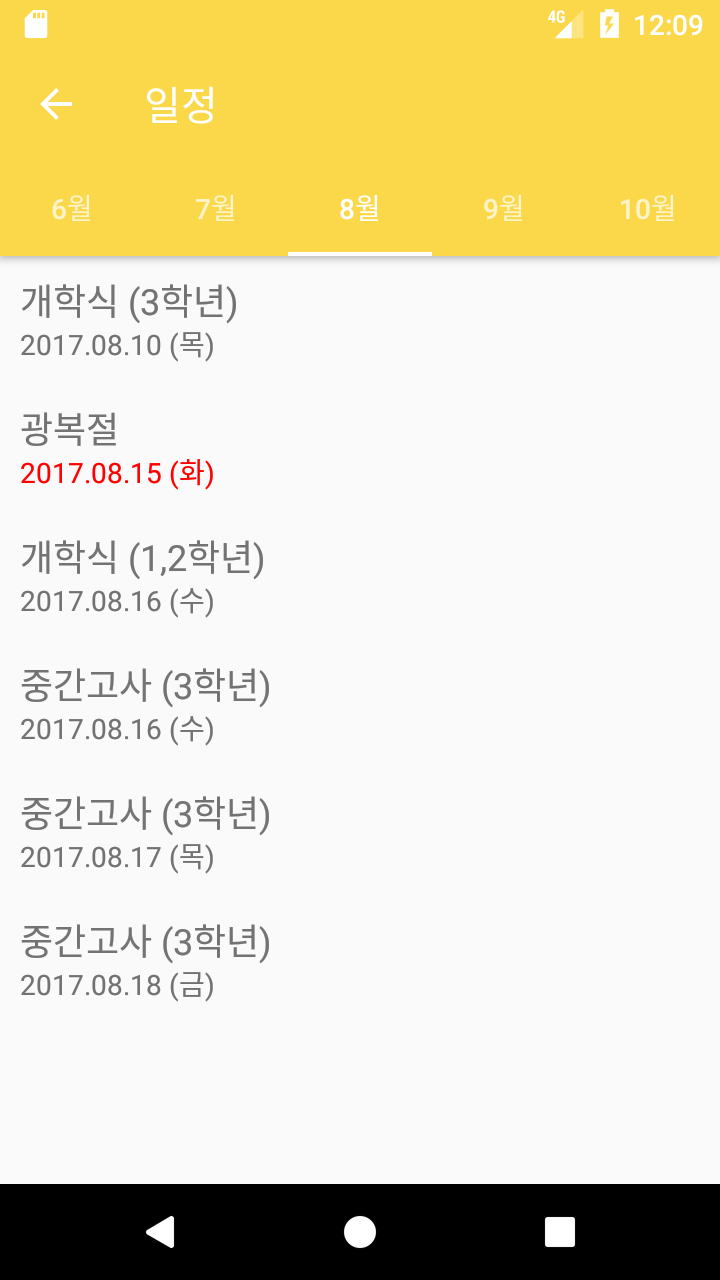 4G 12:09
일정
6월 7월 8월 9월 10월
개학식 (3학년)
2017.08.10 (목)
광복절
2017.08.15 (화)
개학식 (1,2학년)
2017.08.16 (수)
중간고사 (3학년)
2017.08.16 (수)
중간고사 (3학년)
2017.08.17 (목)
중간고사 (3학년)
2017.08.18 (금)